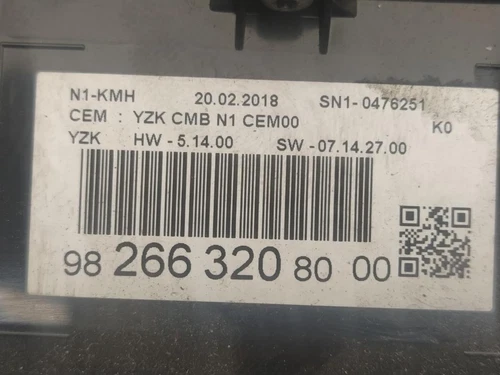 N1-KMH 20.02.2018 SN1- 0476251
CEM : YZK CMB N1 CEM00 K0
YZK HW - 5.14.00 SW - 07.14.27.00
98 266 320 80 00